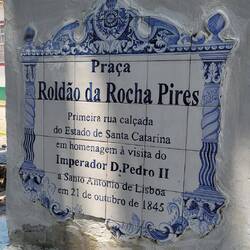 Praça
Roldão da Rocha Pires
Primeira rua calçada
do Estado de Santa Catarina
em homenagem à visita do
Imperador D. Pedro II
a Santo Antonio de Lisboa
em 21 de outubro de 1845